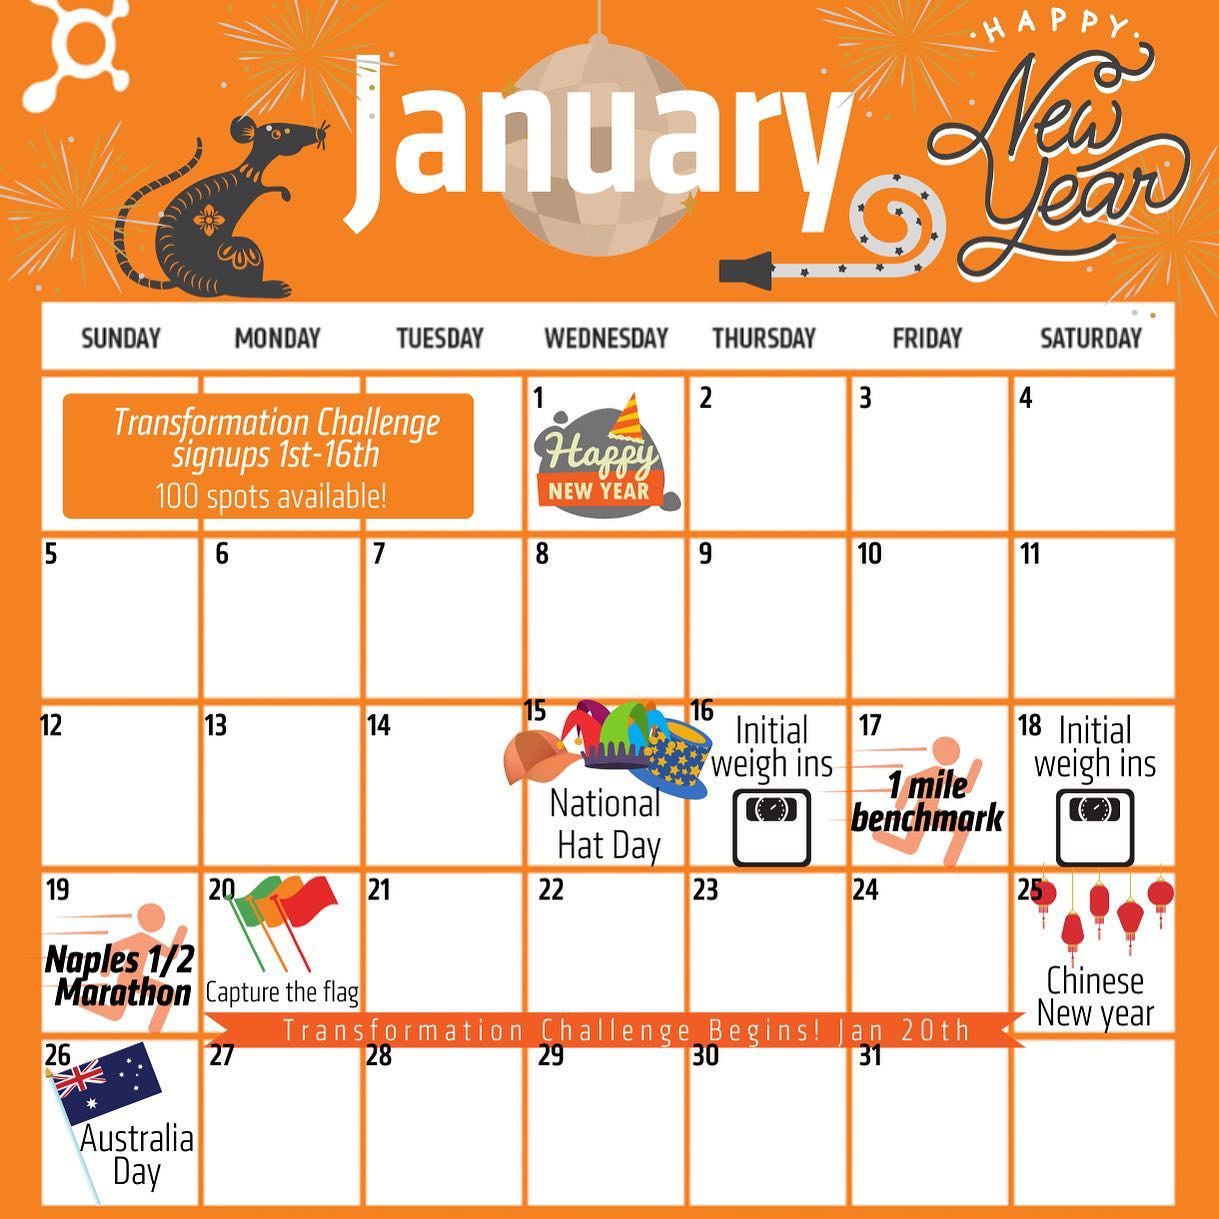 January
HAPPY
New
Year
SUNDAY MONDAY TUESDAY WEDNESDAY THURSDAY FRIDAY SATURDAY
Transformation Challenge
signups 1st-16th
100 spots available!
1
Happy
NEW YEAR
2
3
4
5
6
7
8
9
10
11
12
13
14
15
National
Hat Day
16
Initial
weigh ins
17
1 mile
benchmark
18
Initial
weigh ins
19
Naples 1/2
Marathon
20
Capture the flag
21
22
23
24
25
Chinese
New year
Transformation Challenge Begins! Jan 20th
26
Australia
Day
27
28
29
30
31